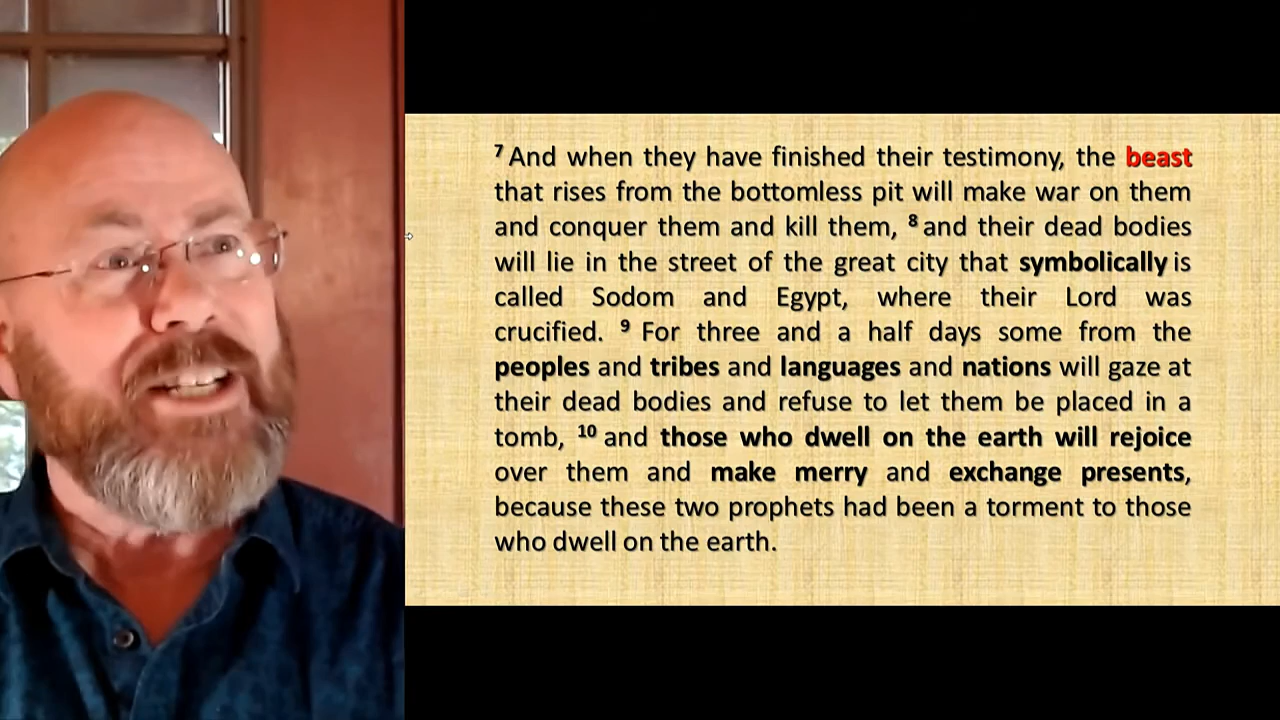 ⁷ And when they have finished their testimony, the beast
that rises from the bottomless pit will make war on them
and conquer them and kill them, ⁸ and their dead bodies
will lie in the street of the great city that symbolically is
called Sodom and Egypt, where their Lord was
crucified. ⁹ For three and a half days some from the
peoples and tribes and languages and nations will gaze at
their dead bodies and refuse to let them be placed in a
tomb, ¹⁰ and those who dwell on the earth will rejoice
over them and make merry and exchange presents,
because these two prophets had been a torment to those
who dwell on the earth.